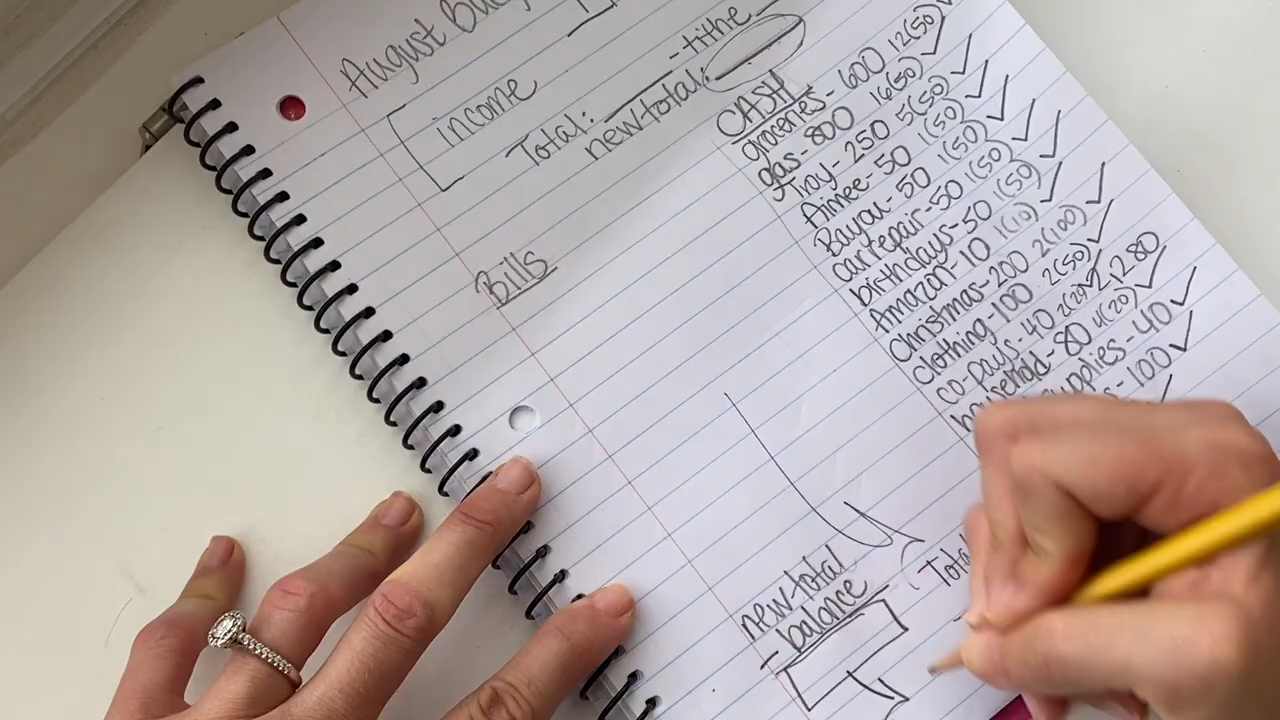 August
income
Total: ____ - tithe
new total:
CASH
groceries - 600 12(50) ✓
gas - 800 16(50) ✓
Tiny - 250 5(50) ✓
Aimee - 50 1(50) ✓
Bayou - 50 1(50) ✓
car repair - 50 1(50) ✓
birthdays - 50 1(50) ✓
Amazon - 10 1(10) ✓
Christmas - 200 2(100) ✓
clothing - 100 2(50) ✓
co-pays - 40 2(20) ✓ 1280
household - 80 4(20) ✓
supplies - 40 ✓
100 ✓
Bills
new total
balance
Total